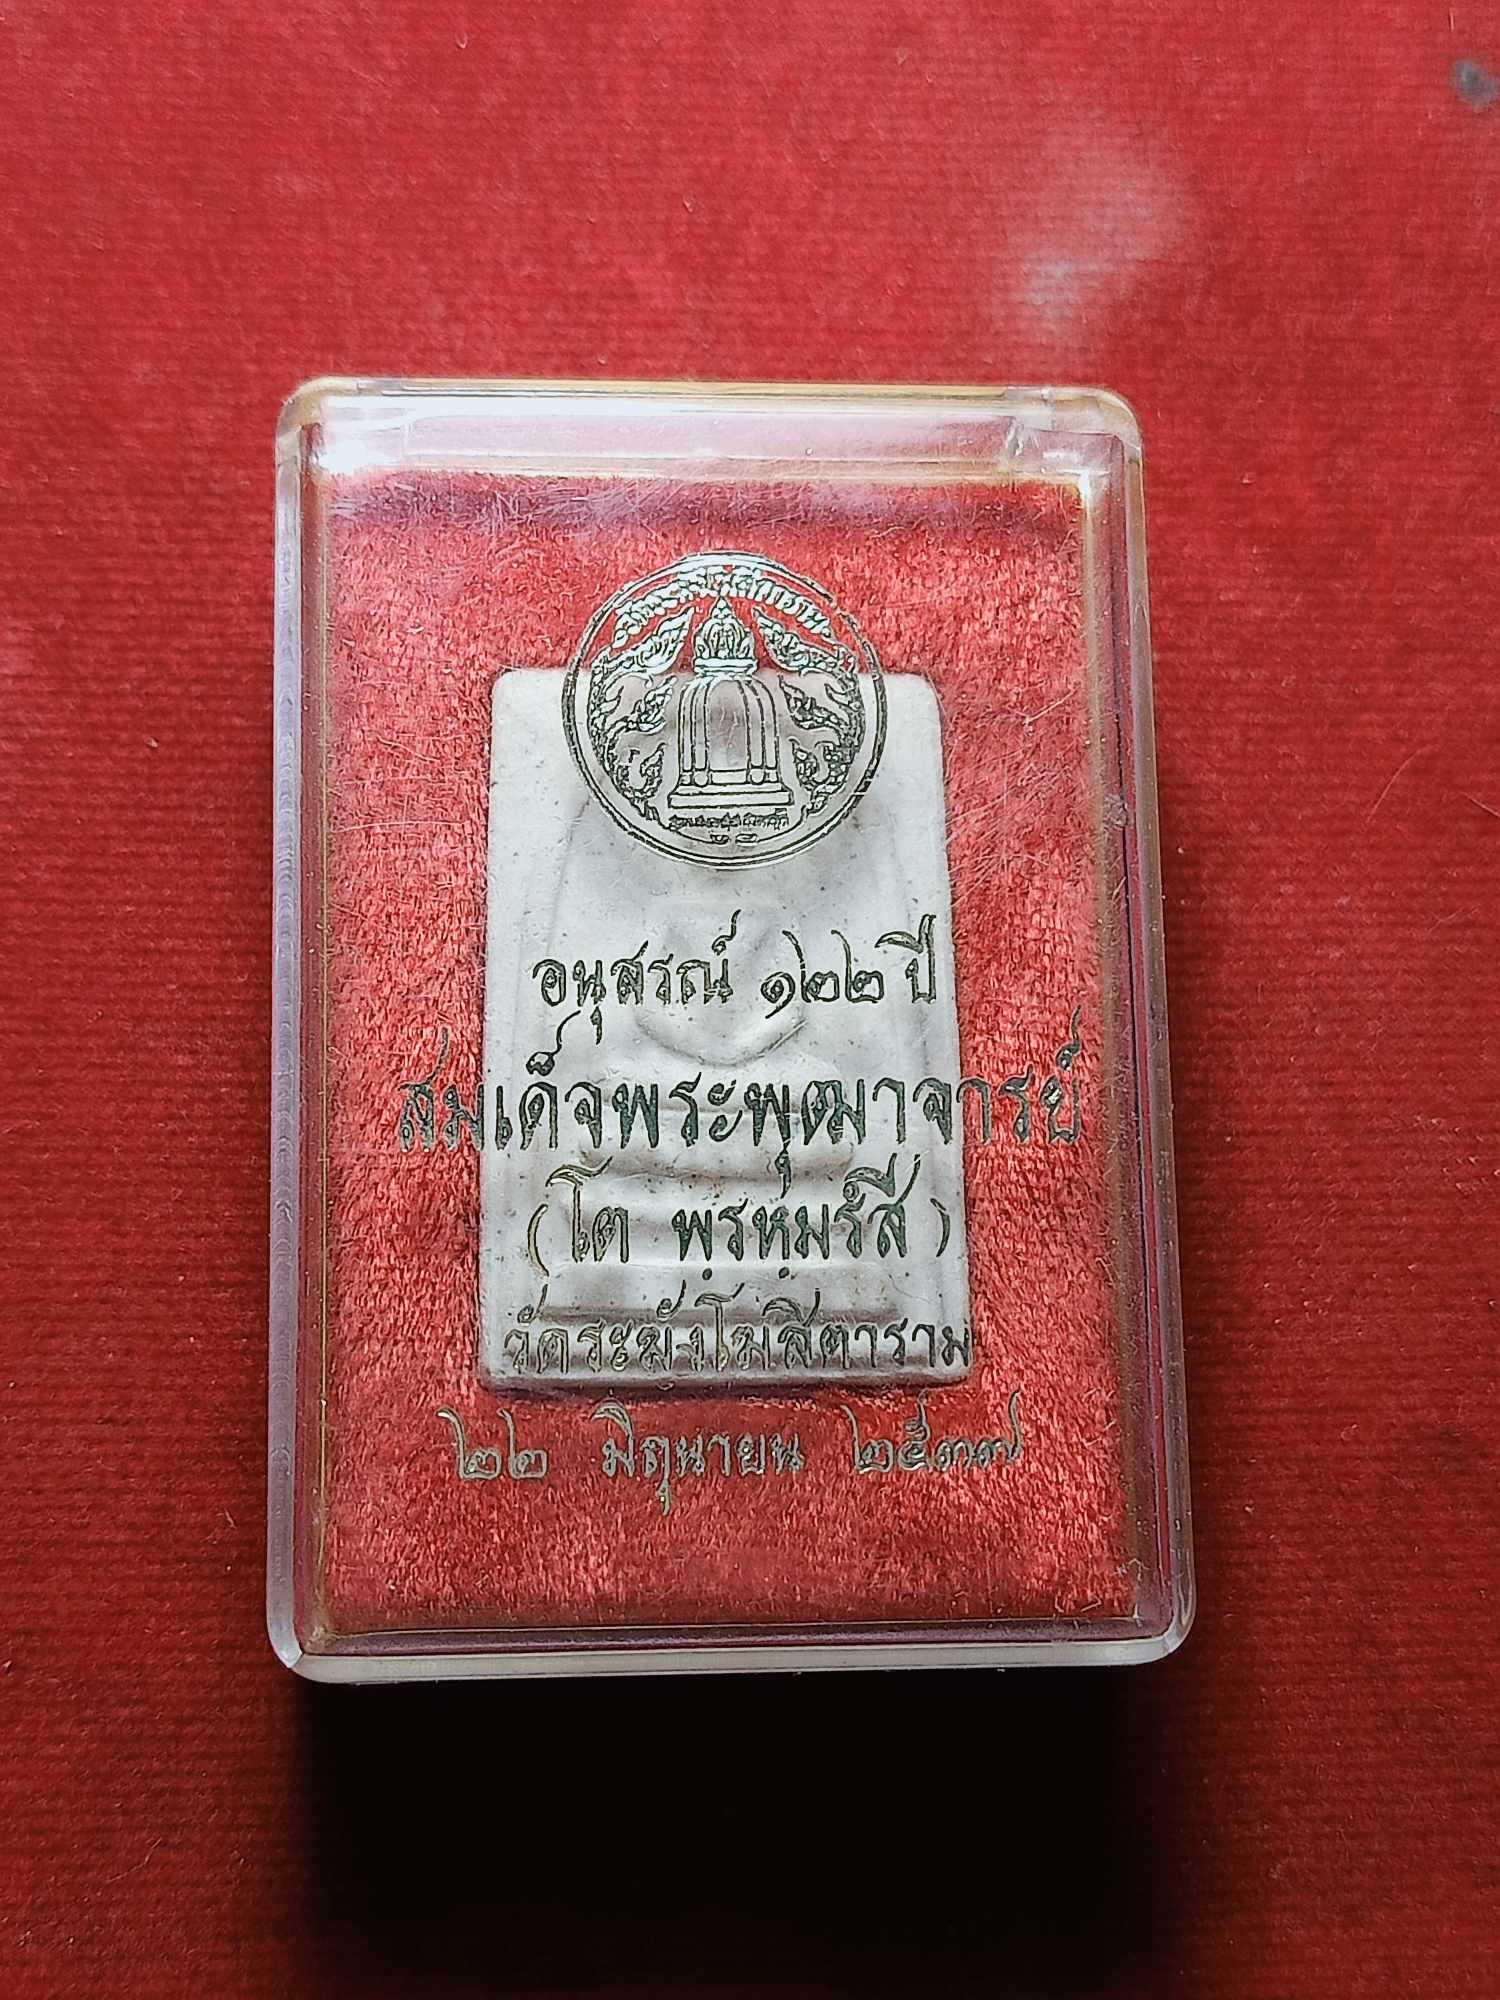 อนุสรณ์ ๑๒๒ ปี
สมเด็จพระพุฒาจารย์
(โต พฺรหฺมรํสี)
วัดระฆังโฆสิตาราม
๒๒ มิถุนายน ๒๕๓๗